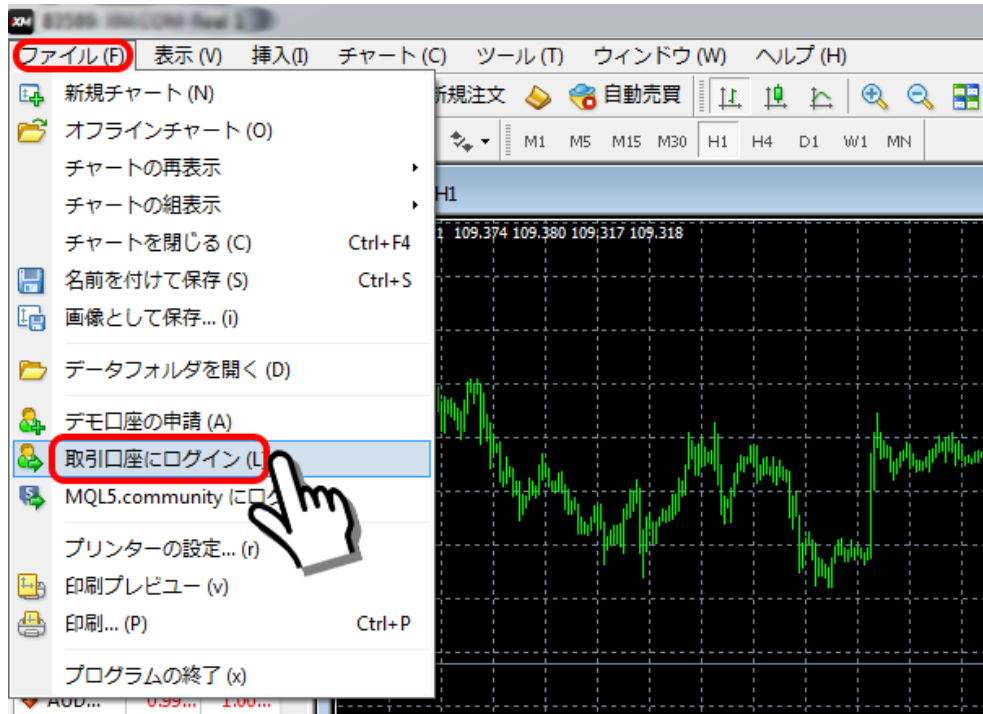 XM
ファイル (F) 表示 (V) 挿入(I) チャート (C) ツール (T) ウィンドウ (W) ヘルプ (H)
新規チャート (N)
新規注文 自動売買
オフラインチャート (O)
M1 M5 M15 M30 H1 H4 D1 W1 MN
チャートの再表示
チャートの組表示
H1
チャートを閉じる (C) Ctrl+F4
109.374 109.380 109.317 109.318
名前を付けて保存 (S) Ctrl+S
画像として保存... (i)
データフォルダを開く (D)
デモ口座の申請 (A)
取引口座にログイン (L
MQL5.community にログ
プリンターの設定... (r)
印刷プレビュー (v)
印刷... (P) Ctrl+P
プログラムの終了 (x)
AUD... 0.99... 1.00...